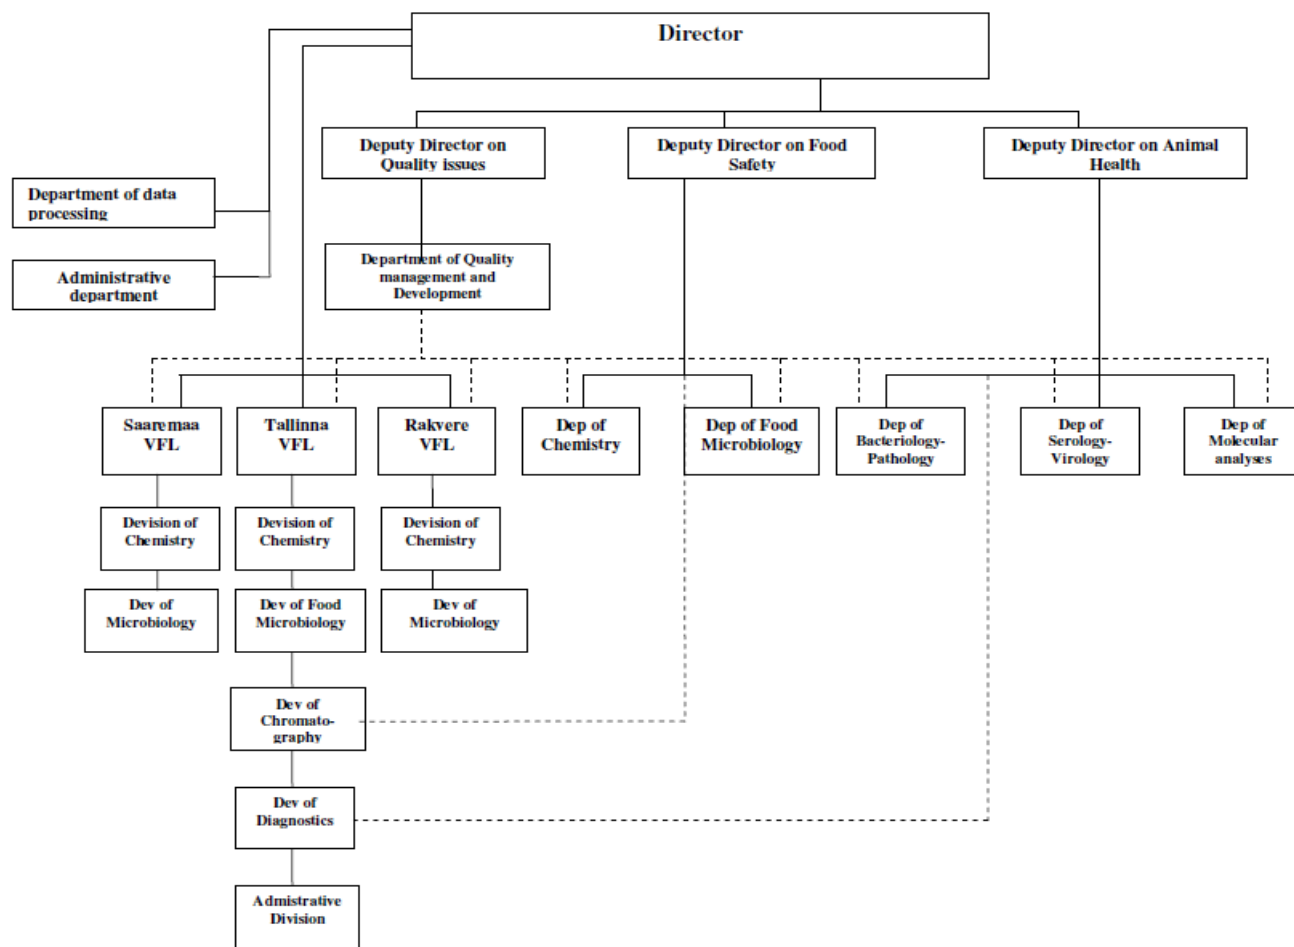 Director
Deputy Director on
Quality issues
Deputy Director on Food
Safety
Deputy Director on Animal
Health
Department of data
processing
Administrative
department
Department of Quality
management and
Development
Saaremaa
VFL
Tallinna
VFL
Rakvere
VFL
Dep of
Chemistry
Dep of Food
Microbiology
Dep of
Bacteriology-
Pathology
Dep of
Serology-
Virology
Dep of
Molecular
analyses
Devision of
Chemistry
Devision of
Chemistry
Devision of
Chemistry
Dev of
Microbiology
Dev of Food
Microbiology
Dev of
Microbiology
Dev of
Chromato-
graphy
Dev of
Diagnostics
Admistrative
Division